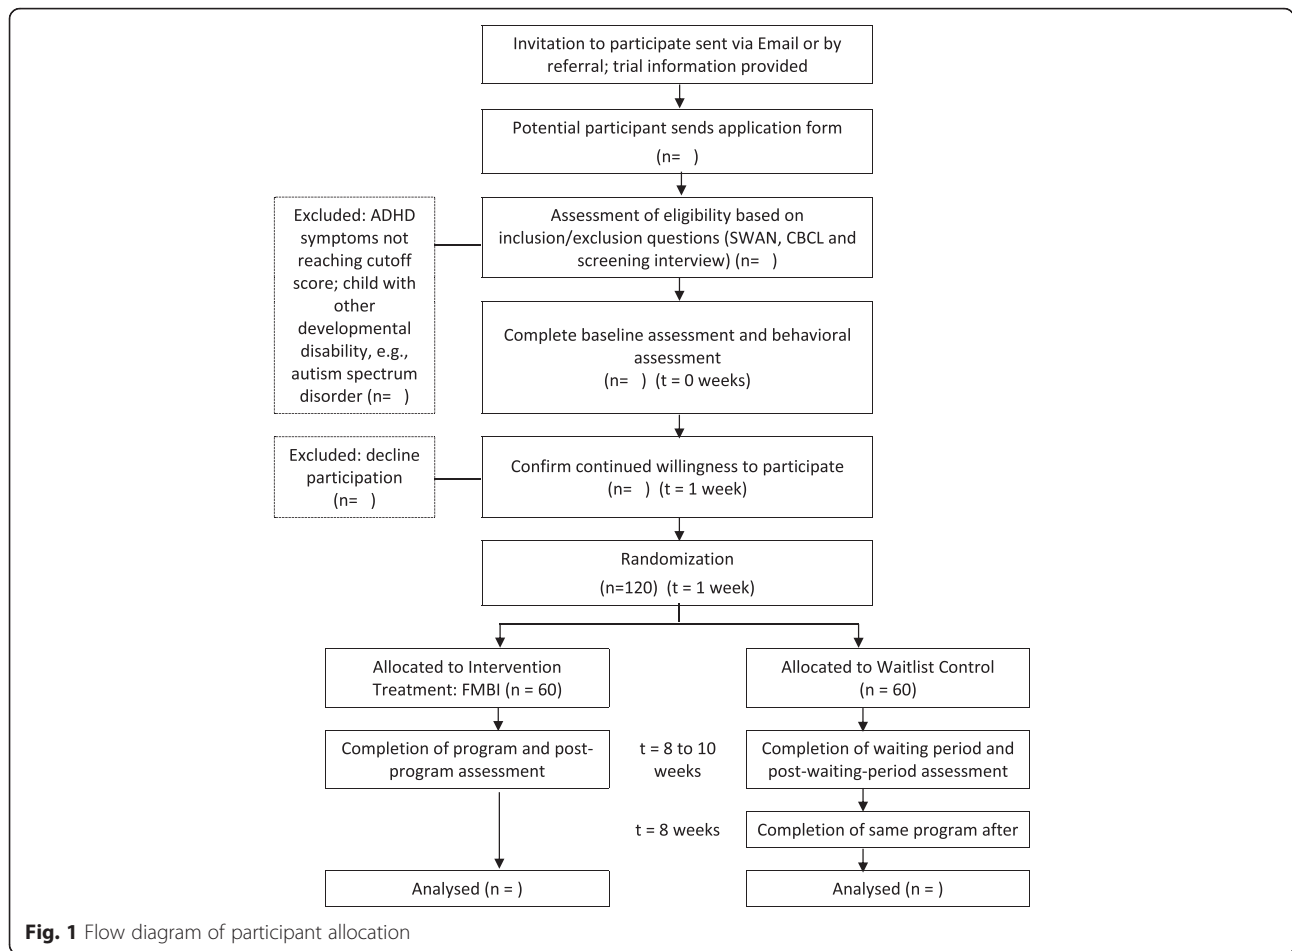 Invitation to participate sent via Email or by
referral; trial information provided
Potential participant sends application form
(n=   )
Excluded: ADHD
symptoms not
reaching cutoff
score; child with
other
developmental
disability, e.g.,
autism spectrum
disorder (n=   )
Assessment of eligibility based on
inclusion/exclusion questions (SWAN, CBCL and
screening interview) (n=   )
Complete baseline assessment and behavioral
assessment
(n=   )  (t = 0 weeks)
Excluded: decline
participation
(n=   )
Confirm continued willingness to participate
(n=   )  (t = 1 week)
Randomization
(n=120)  (t = 1 week)
Allocated to Intervention
Treatment: FMBI (n = 60)
Allocated to Waitlist Control
(n = 60)
Completion of program and post-
program assessment
t = 8 to 10
weeks
Completion of waiting period and
post-waiting-period assessment
t = 8 weeks
Completion of same program after
Analysed (n = )
Analysed (n = )
Fig. 1 Flow diagram of participant allocation